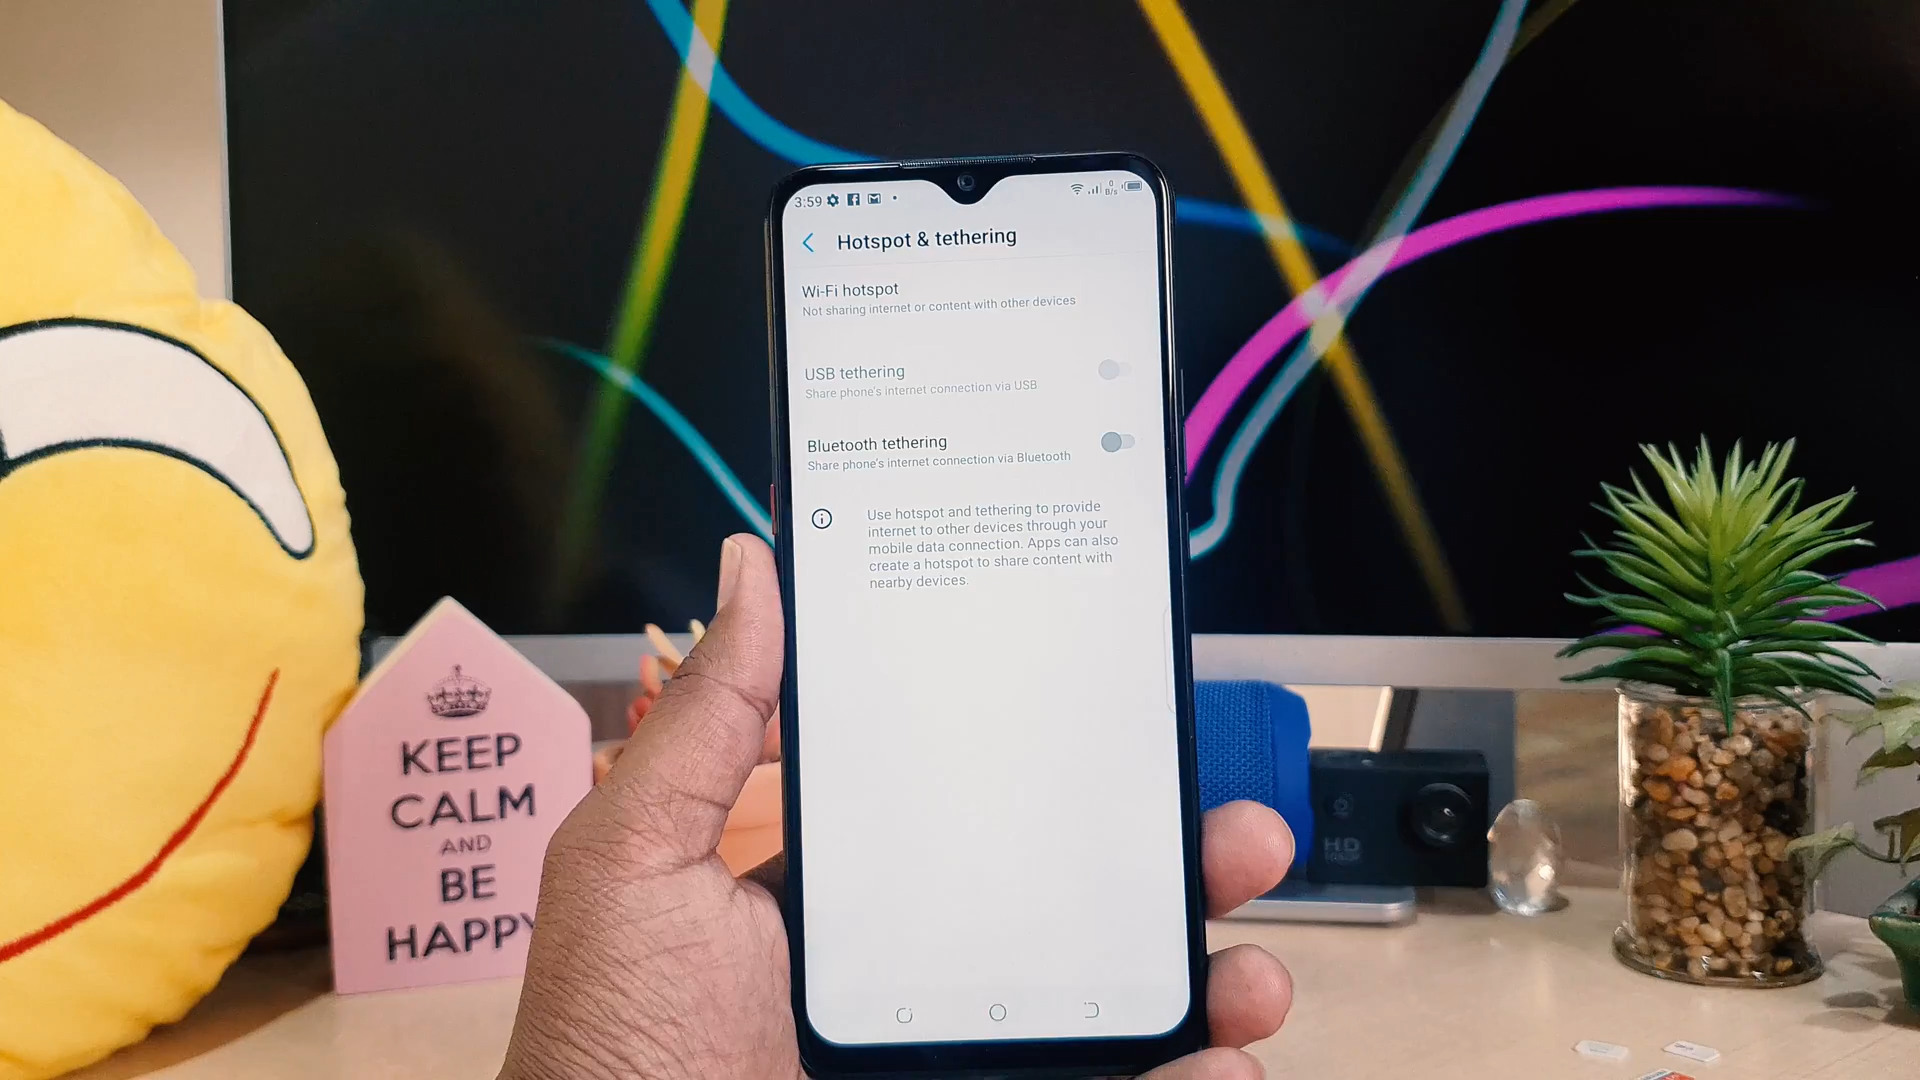 3:59
0
B/s
Hotspot & tethering
Wi-Fi hotspot
Not sharing internet or content with other devices
USB tethering
Share phone's internet connection via USB
Bluetooth tethering
Share phone's internet connection via Bluetooth
Use hotspot and tethering to provide
internet to other devices through your
mobile data connection. Apps can also
create a hotspot to share content with
nearby devices.
KEEP
CALM
AND
BE
HAPPY
HD